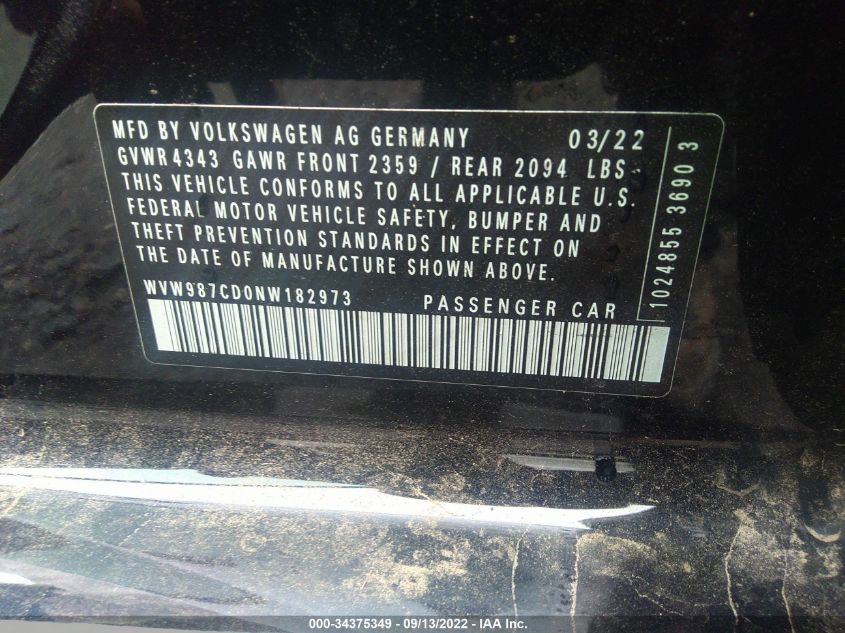 MFD BY VOLKSWAGEN AG GERMANY 03/22
GVWR 4343 GAWR FRONT 2359 / REAR 2094 LBS
THIS VEHICLE CONFORMS TO ALL APPLICABLE U.S.
FEDERAL MOTOR VEHICLE SAFETY, BUMPER AND
THEFT PREVENTION STANDARDS IN EFFECT ON
THE DATE OF MANUFACTURE SHOWN ABOVE.
WVW987CD0NW182973 PASSENGER CAR
1024855 36903
000-34375349 - 09/13/2022 - IAA Inc.